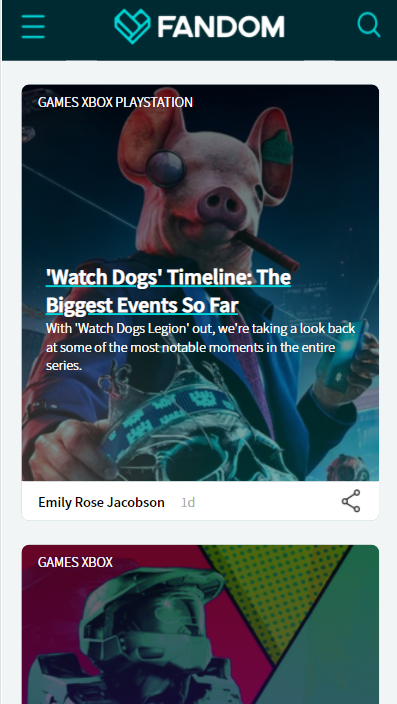 FANDOM
GAMES XBOX PLAYSTATION
'Watch Dogs' Timeline: The
Biggest Events So Far
With 'Watch Dogs Legion' out, we're taking a look back
at some of the most notable moments in the entire
series.
Emily Rose Jacobson 1d
GAMES XBOX